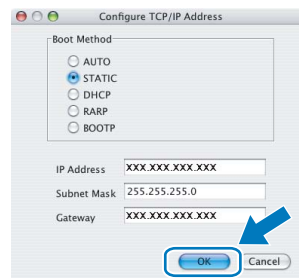 Configure TCP/IP Address
Boot Method
AUTO
STATIC
DHCP
RARP
BOOTP
IP Address XXX.XXX.XXX.XXX
Subnet Mask 255.255.255.0
Gateway XXX.XXX.XXX.XXX
OK Cancel